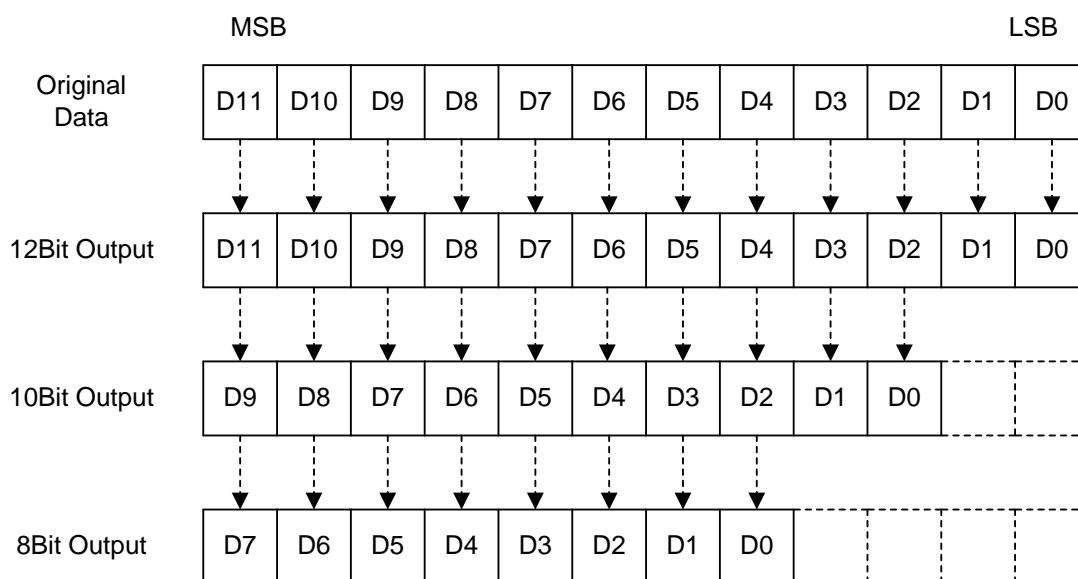 MSB LSB
Original
Data
D11 D10 D9 D8 D7 D6 D5 D4 D3 D2 D1 D0
12Bit Output D11 D10 D9 D8 D7 D6 D5 D4 D3 D2 D1 D0
10Bit Output D9 D8 D7 D6 D5 D4 D3 D2 D1 D0
8Bit Output D7 D6 D5 D4 D3 D2 D1 D0